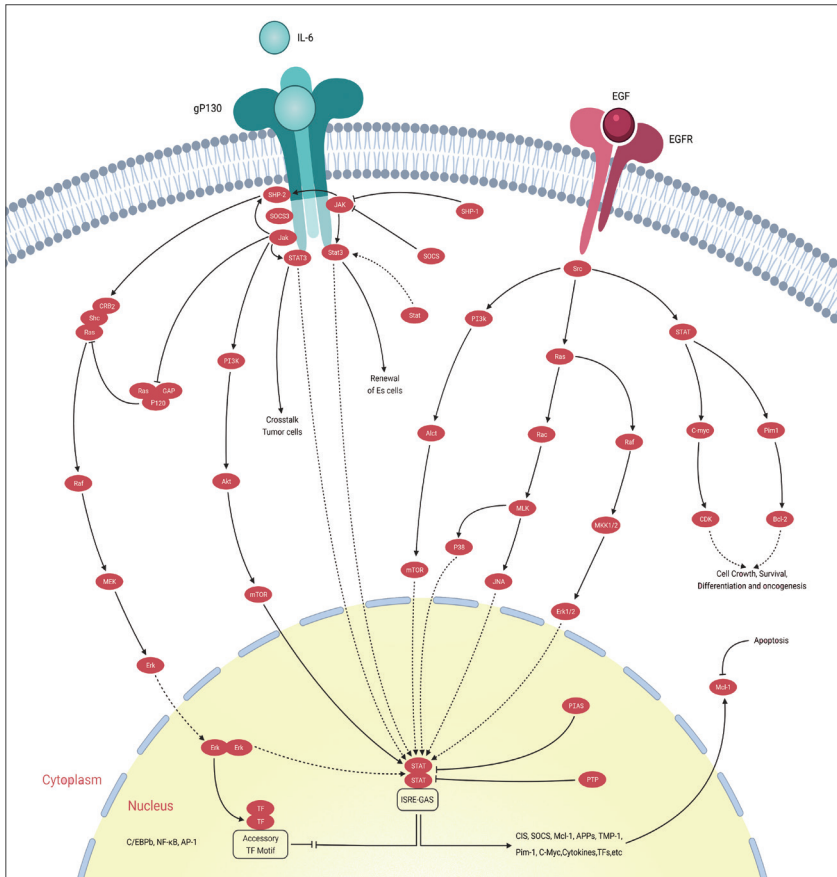 IL-6
gP130
EGF
EGFR
SHP-2
JAK
SHP-1
SOCS3
Jak
STAT3
Stat3
SOCS
Src
CRB2
Shc
Ras
Stat
PI3k
STAT
PI3K
Ras
Ras
GAP
P120
Renewal
of Es cells
Crosstalk
Tumor cells
Alct
Rac
Raf
C-myc
Pim1
Raf
Akt
MLK
P38
MKK1/2
CDK
Bcl-2
MEK
mTOR
mTOR
JNA
Erk1/2
Cell Growth, Survival,
Differentiation and oncogenesis
Erk
Apoptosis
Mcl-1
PIAS
Erk
Erk
STAT
STAT
PTP
Cytoplasm
Nucleus
ISRE-GAS
TF
TF
C/EBPb, NF-κB, AP-1
Accessory
TF Motif
CIS, SOCS, Mcl-1, APPs, TMP-1,
Pim-1, C-Myc,Cytokines,TFs,etc